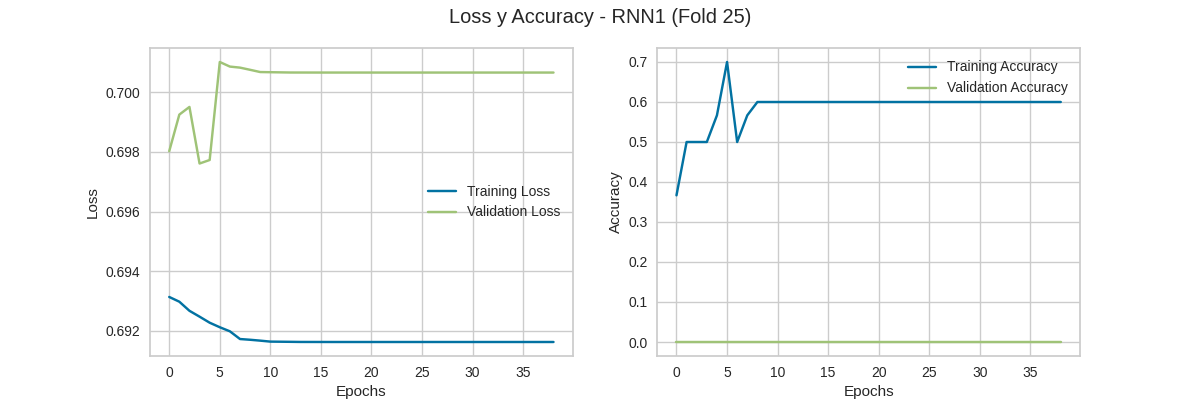 Loss y Accuracy - RNN1 (Fold 25)
0.700
0.698
0.696
0.694
0.692
Loss
Training Loss
Validation Loss
0 5 10 15 20 25 30 35
Epochs
0.7
0.6
0.5
0.4
0.3
0.2
0.1
0.0
Accuracy
Training Accuracy
Validation Accuracy
0 5 10 15 20 25 30 35
Epochs